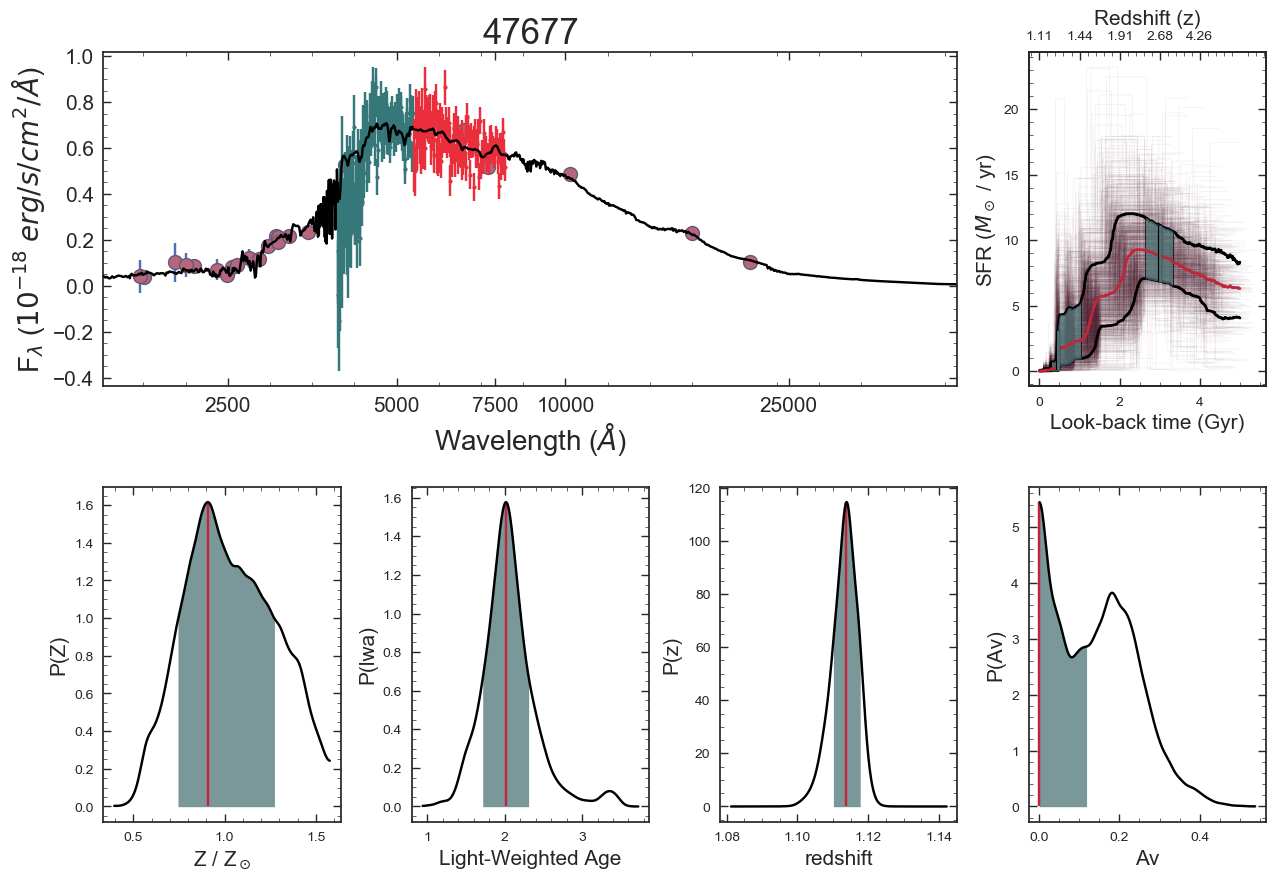 47677
F_λ (10^{-18} erg/s/cm^2/Å)
1.0
0.8
0.6
0.4
0.2
0.0
−0.2
−0.4
2500 5000 7500 10000 25000
Wavelength (Å)
Redshift (z)
1.11 1.44 1.91 2.68 4.26
SFR (M_⊙ / yr)
20
15
10
5
0
0 2 4
Look-back time (Gyr)
P(Z)
1.6
1.4
1.2
1.0
0.8
0.6
0.4
0.2
0.0
0.5 1.0 1.5
Z / Z_⊙
P(lwa)
1.6
1.4
1.2
1.0
0.8
0.6
0.4
0.2
0.0
1 2 3
Light-Weighted Age
P(z)
120
100
80
60
40
20
0
1.08 1.10 1.12 1.14
redshift
P(Av)
5
4
3
2
1
0
0.0 0.2 0.4
Av